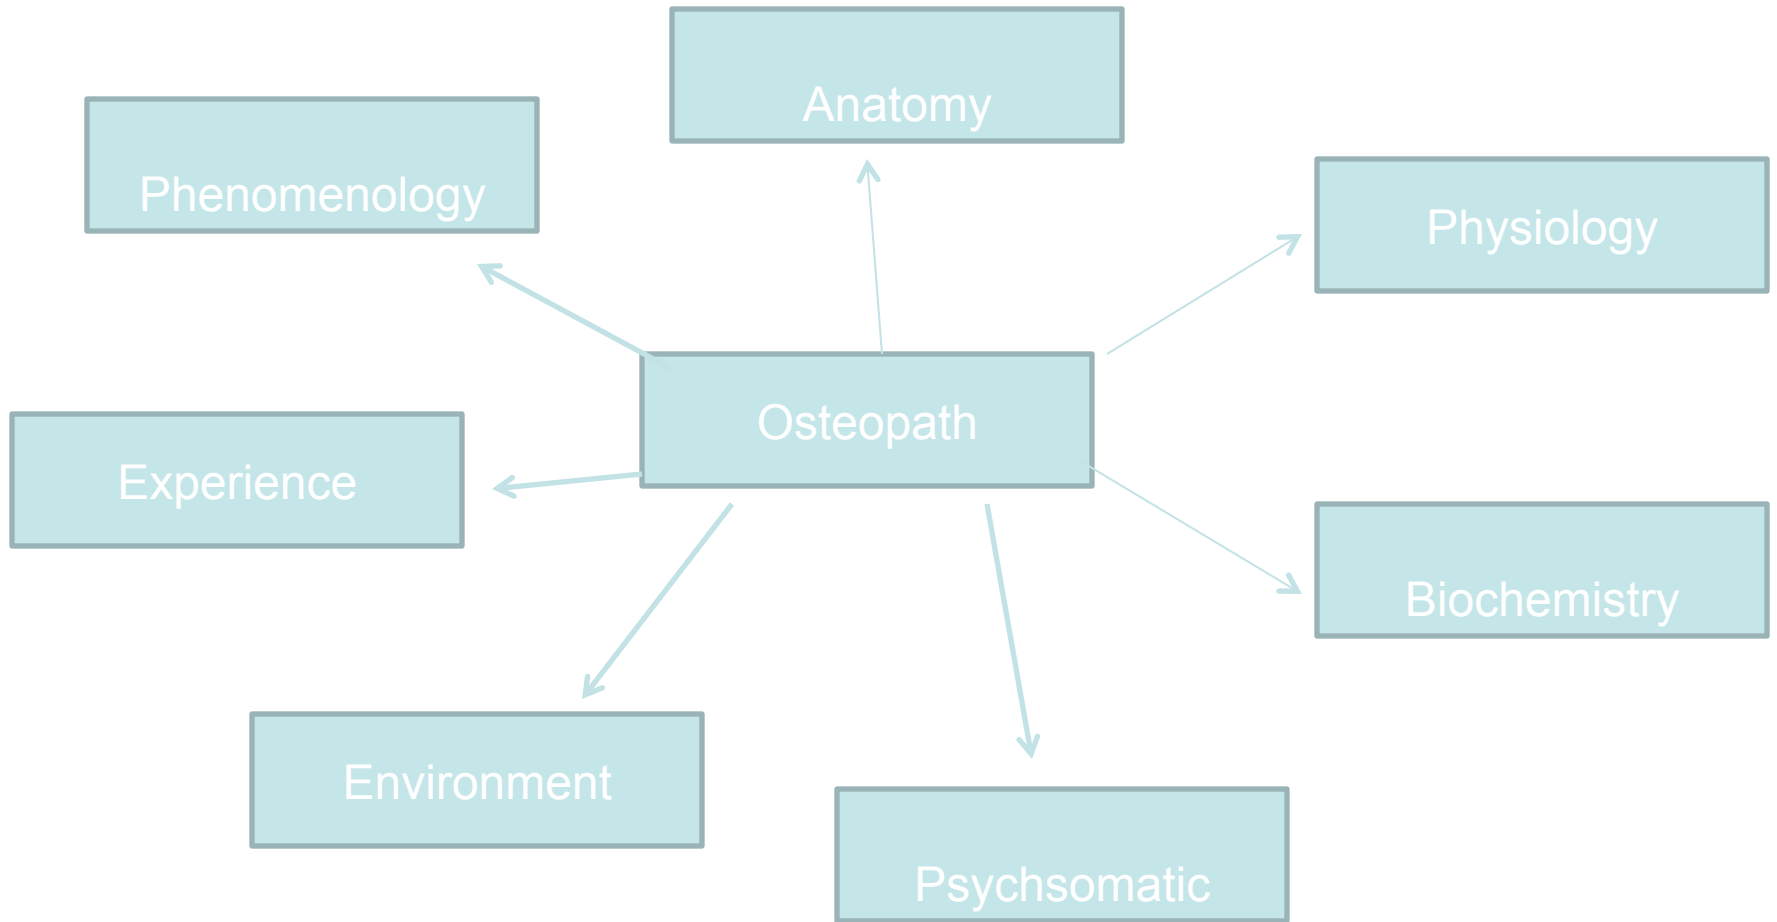 Anatomy
Phenomenology
Physiology
Osteopath
Experience
Biochemistry
Environment
Psychsomatic